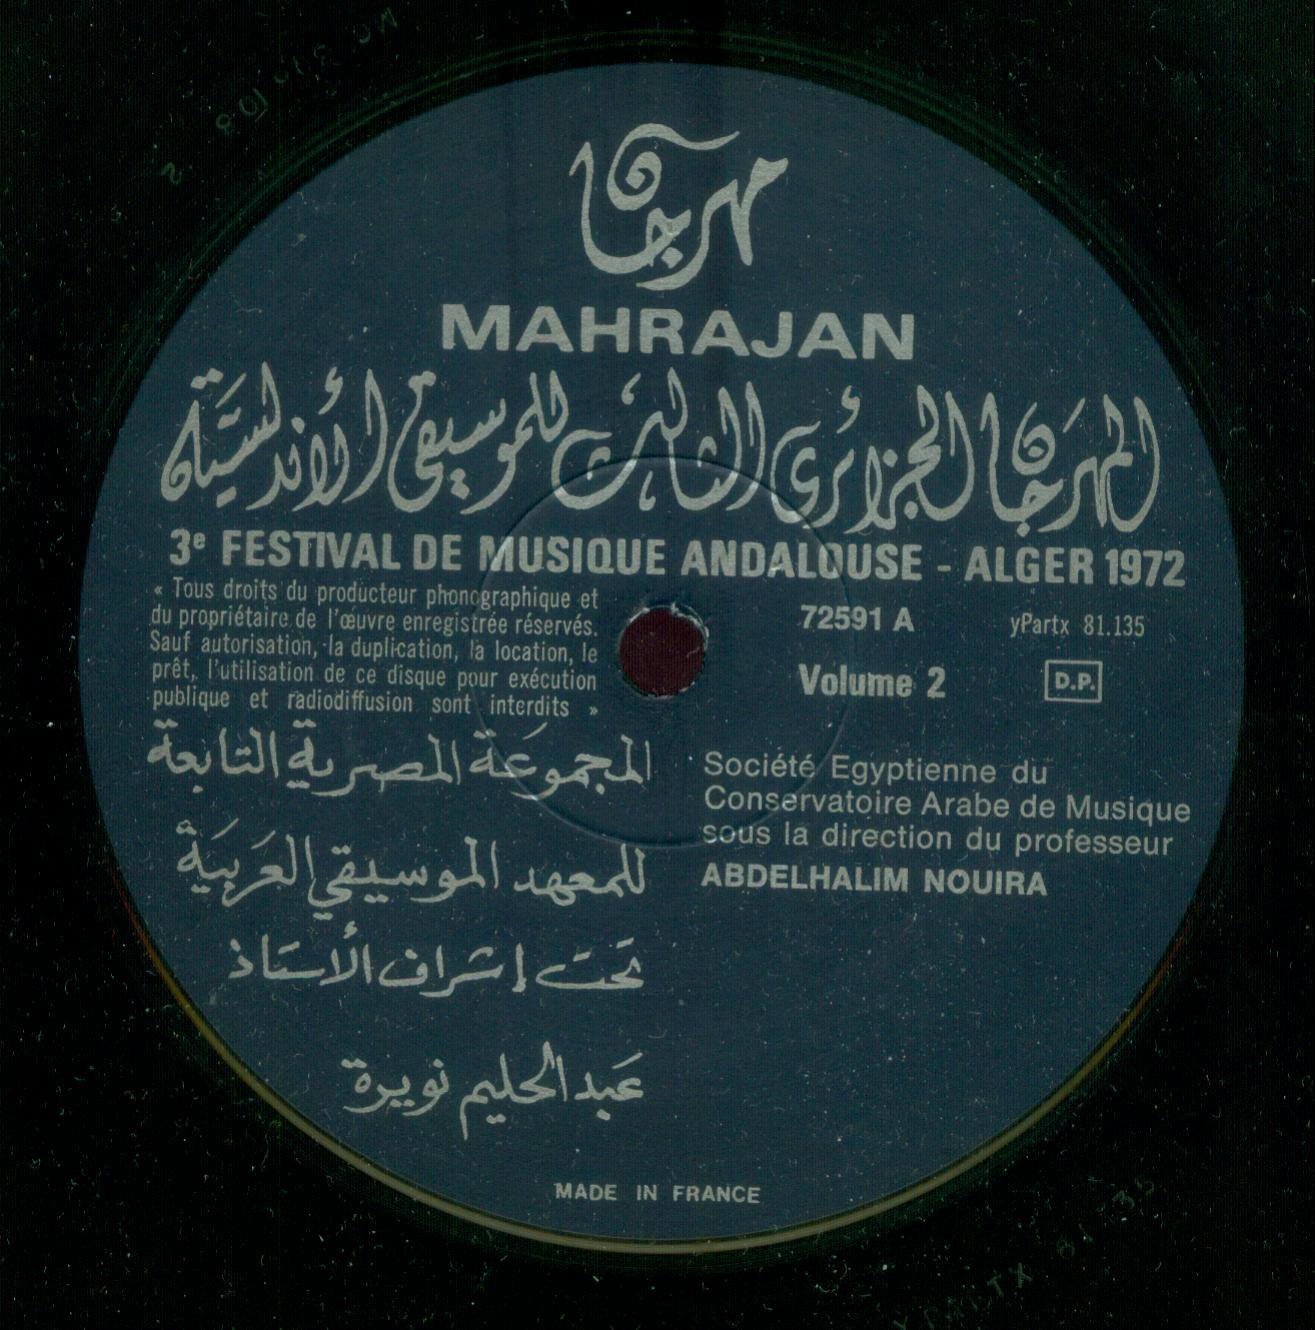 مهرجان
MAHRAJAN
المهرجان الجزائري الثالث للموسيقى الأندلسية
3e FESTIVAL DE MUSIQUE ANDALOUSE - ALGER 1972
« Tous droits du producteur phonographique et
du propriétaire de l'œuvre enregistrée réservés.
Sauf autorisation, la duplication, la location, le
prêt, l'utilisation de ce disque pour exécution
publique et radiodiffusion sont interdits »
72591 A
yPartx 81.135
Volume 2
D.P.
المجموعة المصرية التابعة
للمعهد الموسيقي العربية
تحت إشراف الأستاذ
عبد الحليم نويرة
Société Egyptienne du
Conservatoire Arabe de Musique
sous la direction du professeur
ABDELHALIM NOUIRA
MADE IN FRANCE
YPARTX 81135